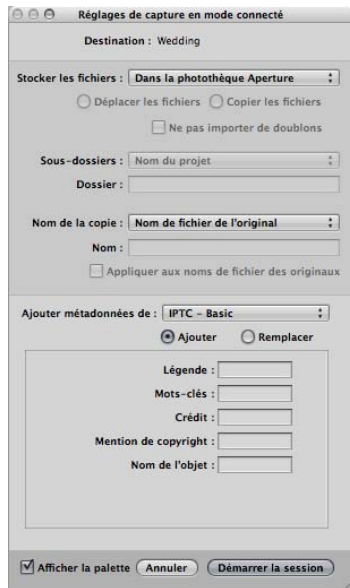 Réglages de capture en mode connecté
Destination : Wedding
Stocker les fichiers : Dans la photothèque Aperture
Déplacer les fichiers Copier les fichiers
Ne pas importer de doublons
Sous-dossiers : Nom du projet
Dossier :
Nom de la copie : Nom de fichier de l'original
Nom :
Appliquer aux noms de fichier des originaux
Ajouter métadonnées de : IPTC - Basic
Ajouter Remplacer
Légende :
Mots-clés :
Crédit :
Mention de copyright :
Nom de l'objet :
Afficher la palette Annuler Démarrer la session